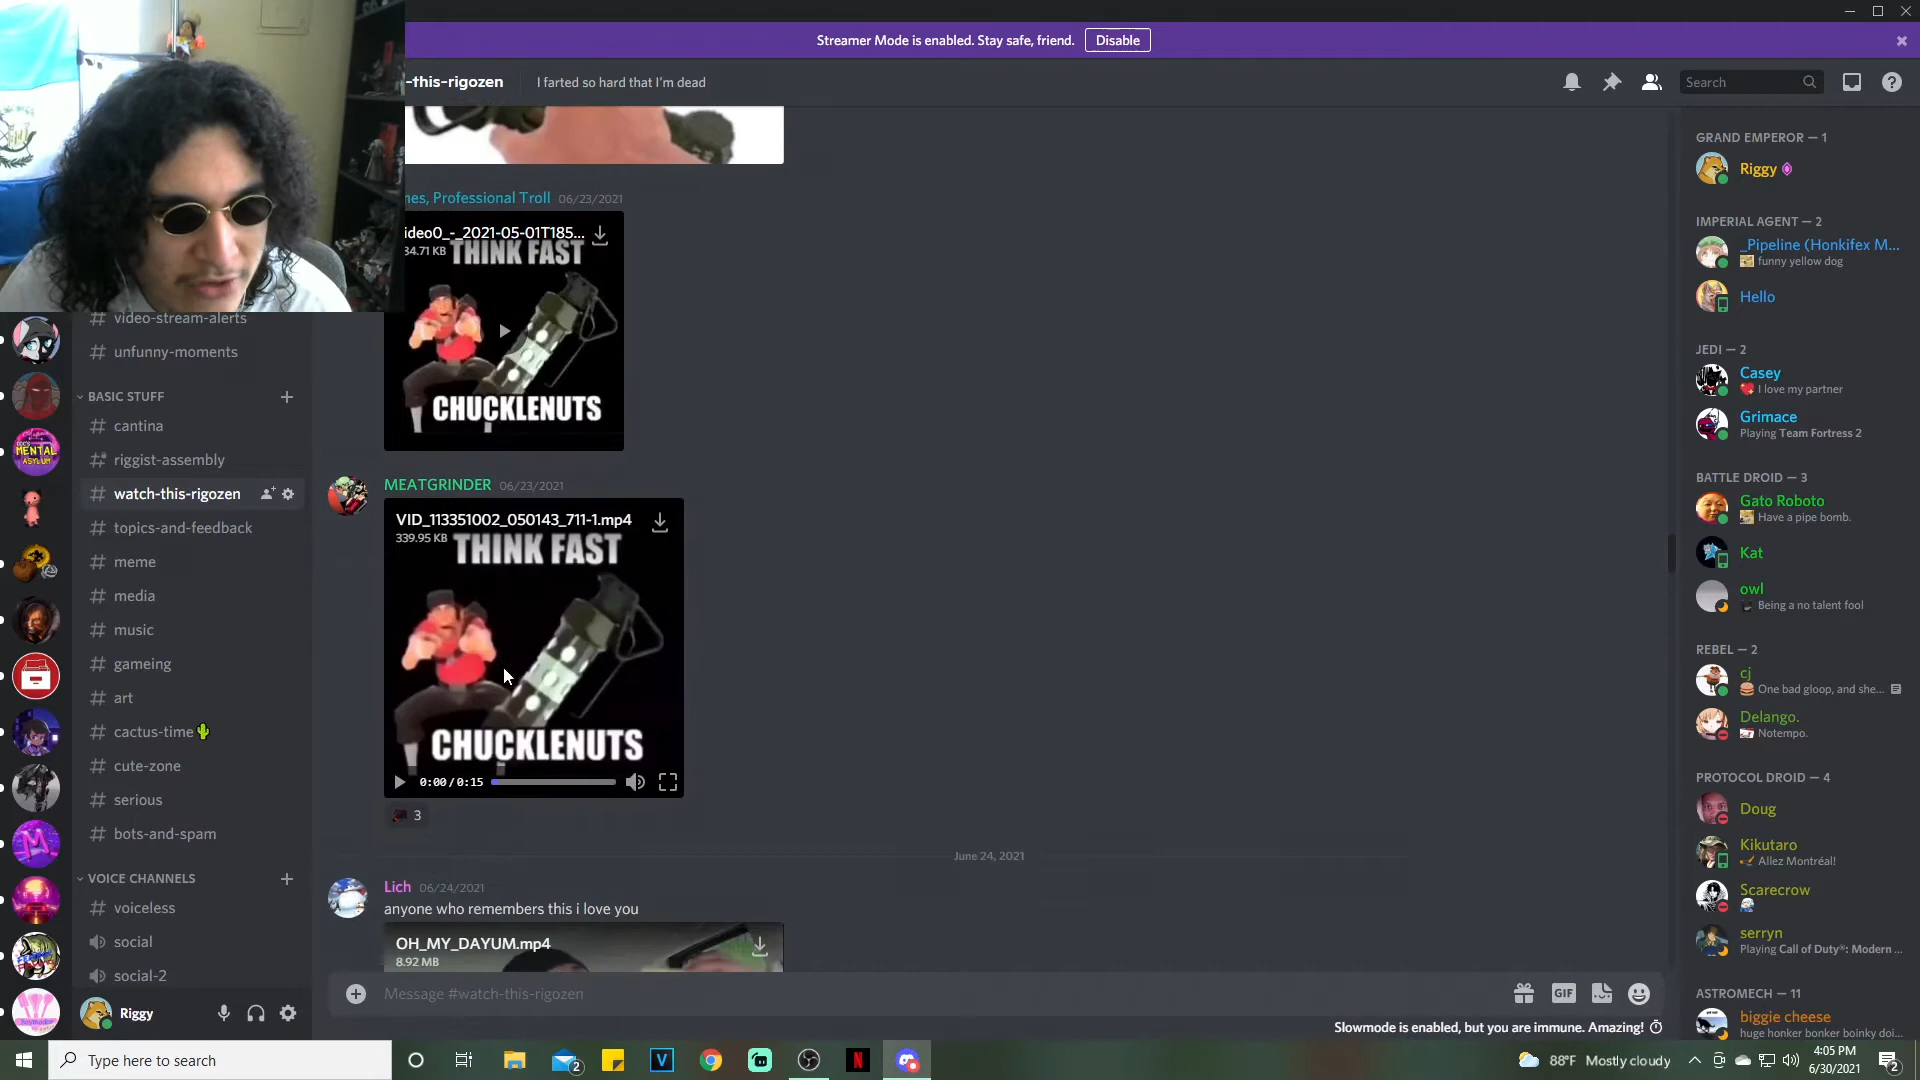 Streamer Mode is enabled. Stay safe, friend. Disable
-this-rigozen I farted so hard that I'm dead
Search
mes, Professional Troll 06/23/2021
ideo0_-_2021-05-01T185...
34.71 KB
THINK FAST
CHUCKLENUTS
MEATGRINDER 06/23/2021
VID_113351002_050143_711-1.mp4
339.95 KB
THINK FAST
CHUCKLENUTS
0:00 / 0:15
3
June 24, 2021
Lich 06/24/2021
anyone who remembers this i love you
OH_MY_DAYUM.mp4
8.92 MB
Message #watch-this-rigozen
GIF
Slowmode is enabled, but you are immune. Amazing!
MENTAL
ASYLUM
video-stream-alerts
unfunny-moments
BASIC STUFF
cantina
riggist-assembly
watch-this-rigozen
topics-and-feedback
meme
media
music
gameing
art
cactus-time
cute-zone
serious
bots-and-spam
VOICE CHANNELS
voiceless
social
social-2
Riggy
GRAND EMPEROR — 1
Riggy
IMPERIAL AGENT — 2
_Pipeline (Honkifex M...
funny yellow dog
Hello
JEDI — 2
Casey
I love my partner
Grimace
Playing Team Fortress 2
BATTLE DROID — 3
Gato Roboto
Have a pipe bomb.
Kat
owl
Being a no talent fool
REBEL — 2
cj
One bad gloop, and she...
Delango.
Notempo.
PROTOCOL DROID — 4
Doug
Kikutaro
Allez Montréal!
Scarecrow
serryn
Playing Call of Duty®: Modern ...
ASTROMECH — 11
biggie cheese
huge honker bonker boinky doi...
Type here to search
2
V
N
88°F Mostly cloudy
4:05 PM
6/30/2021
2